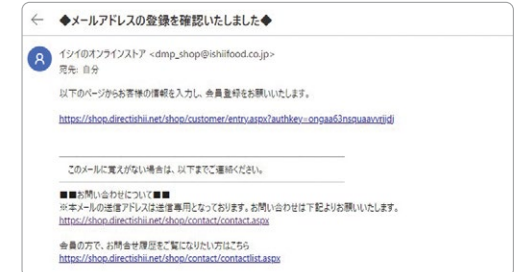 ← ◆メールアドレスの登録を確認いたしました◆
A
イシイのオンラインストア <dmp_shop@ishiifood.co.jp>
宛先: 自分
以下のページからお客様の情報を入力し、会員登録をお願いいたします。
https://shop.directishii.net/shop/customer/entry.aspx?authkey=ongaa63nsquaavvrjjdj
このメールに覚えがない場合は、以下までご連絡ください。
■■お問い合わせについて■■
※本メールの送信アドレスは送信専用となっております。お問い合わせは下記よりお願いいたします。
https://shop.directishii.net/shop/contact/contact.aspx
会員の方で、お問合せ履歴をご覧になりたい方はこちら
https://shop.directishii.net/shop/contact/contactlist.aspx